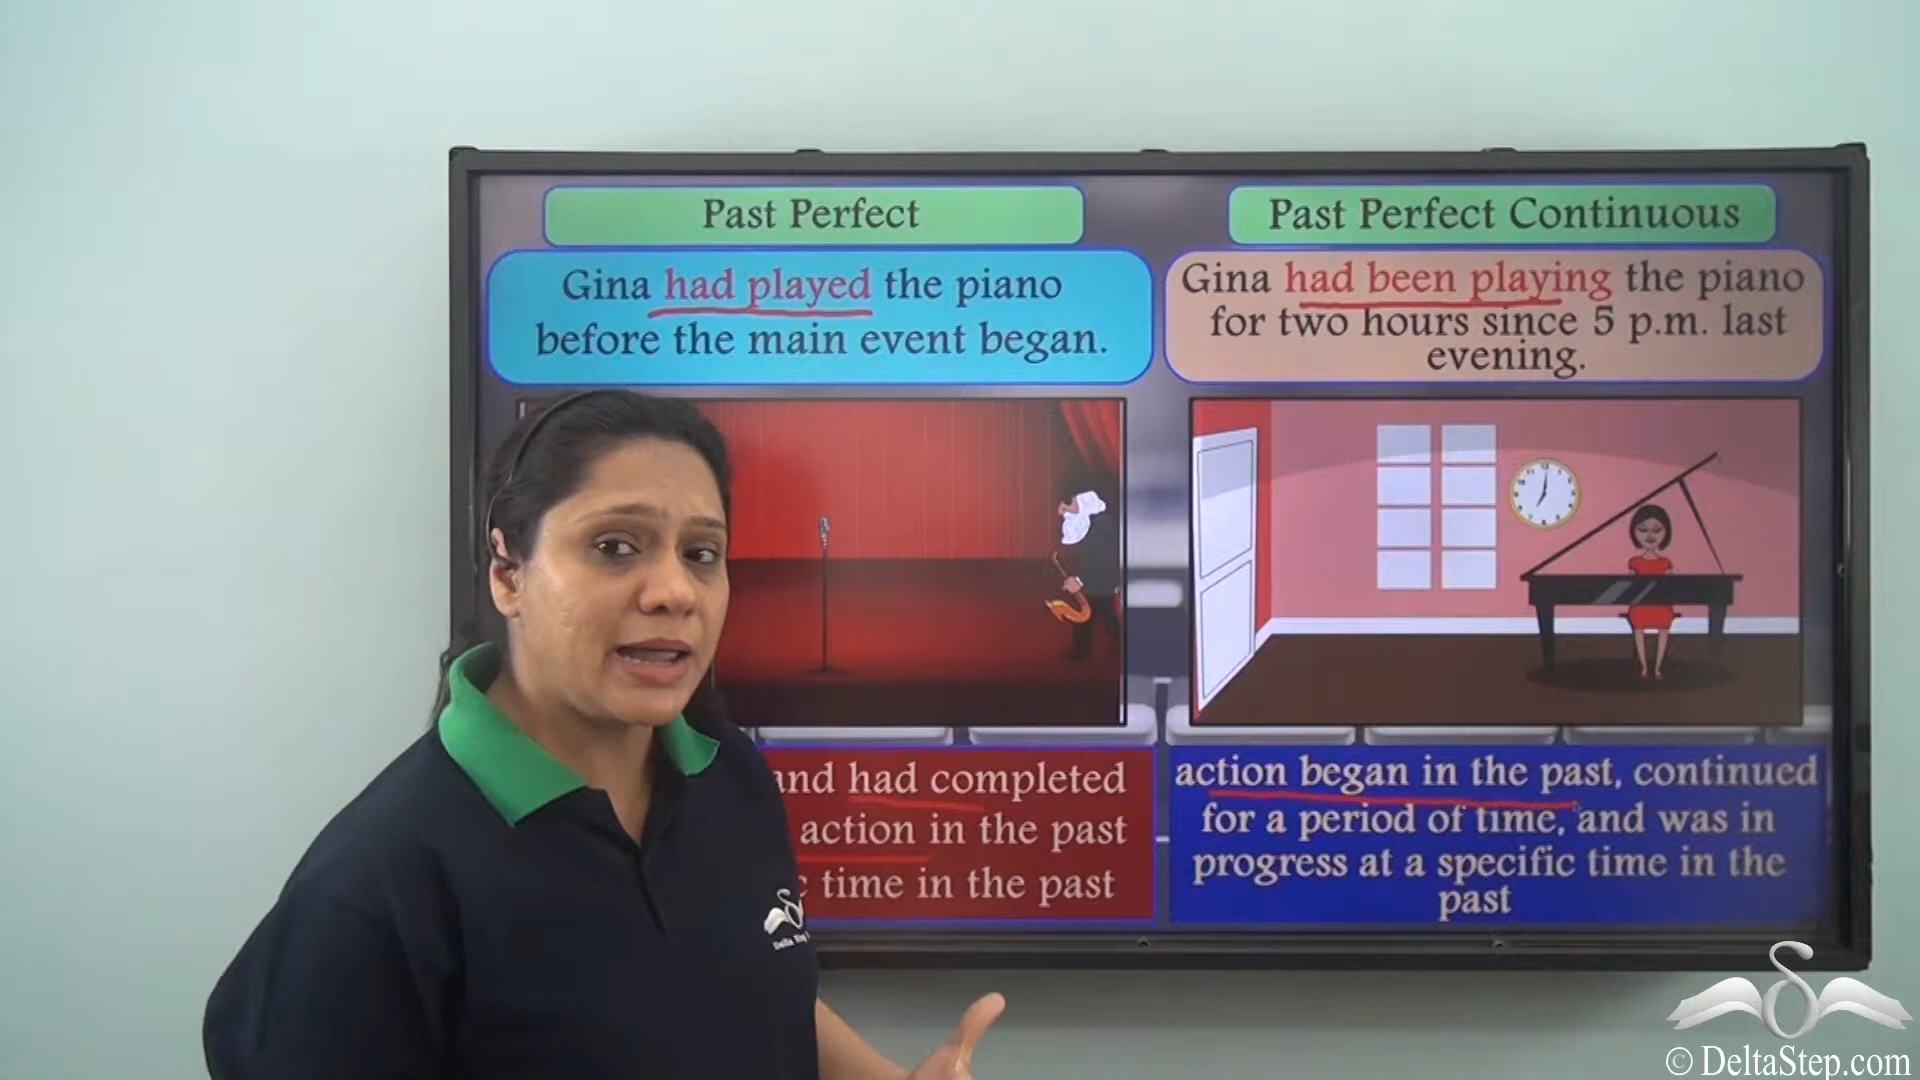 Past Perfect
Gina had played the piano
before the main event began.
and had completed
action in the past
time in the past
Past Perfect Continuous
Gina had been playing the piano
for two hours since 5 p.m. last
evening.
action began in the past, continued
for a period of time, and was in
progress at a specific time in the
past
© DeltaStep.com